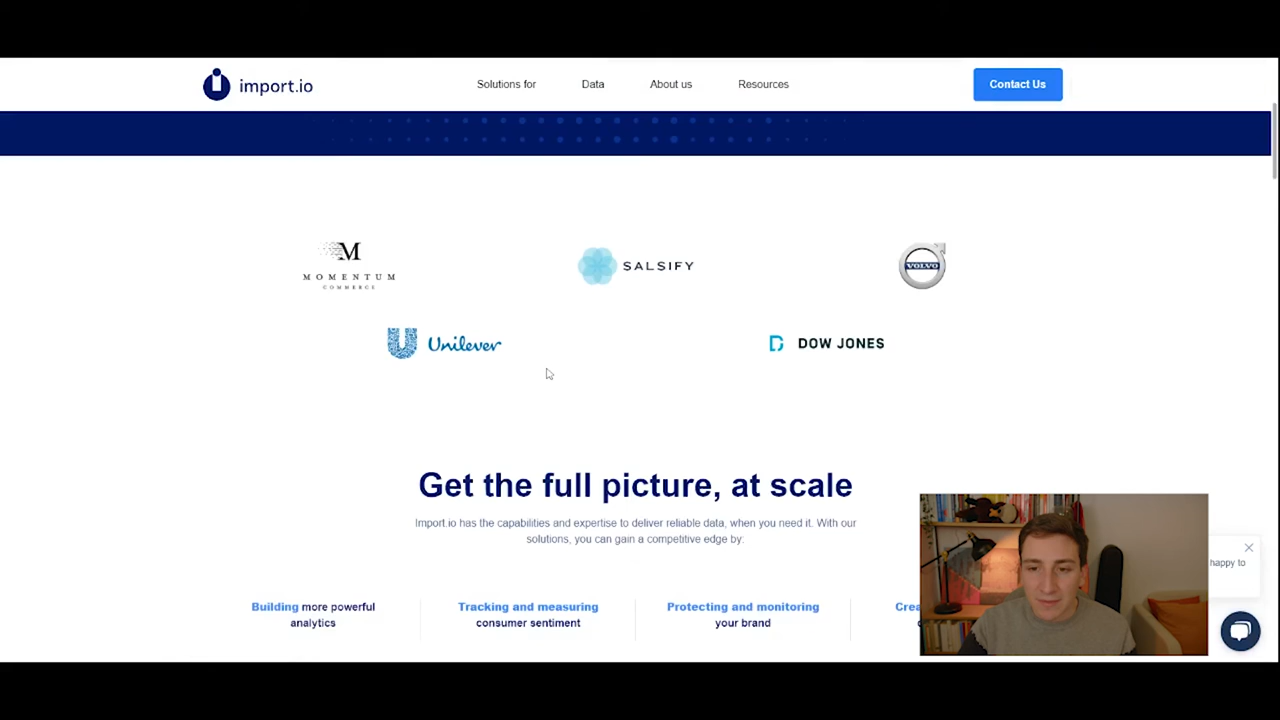 import.io
Solutions for
Data
About us
Resources
Contact Us
M
MOMENTUM
COMMERCE
SALSIFY
VOLVO
Unilever
DOW JONES
Get the full picture, at scale
Import.io has the capabilities and expertise to deliver reliable data, when you need it. With our
solutions, you can gain a competitive edge by:
Building more powerful
analytics
Tracking and measuring
consumer sentiment
Protecting and monitoring
your brand
happy to